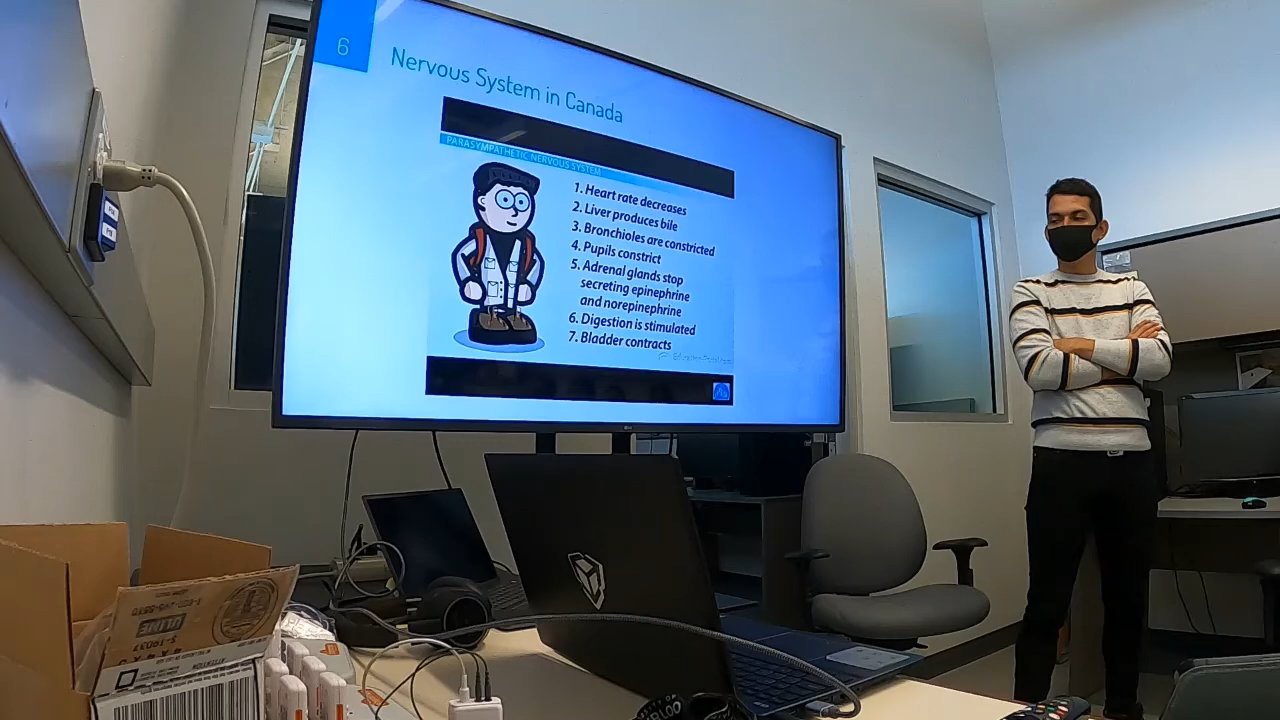 6
Nervous System in Canada
PARASYMPATHETIC NERVOUS SYSTEM
1. Heart rate decreases
2. Liver produces bile
3. Bronchioles are constricted
4. Pupils constrict
5. Adrenal glands stop
secreting epinephrine
and norepinephrine
6. Digestion is stimulated
7. Bladder contracts
LG
ULINE
ATTENTION